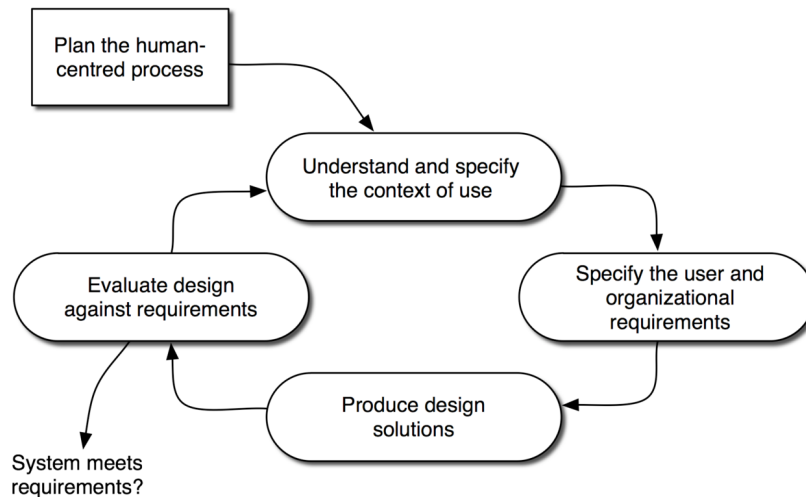 Plan the human-
centred process
Understand and specify
the context of use
Specify the user and
organizational
requirements
Produce design
solutions
Evaluate design
against requirements
System meets
requirements?